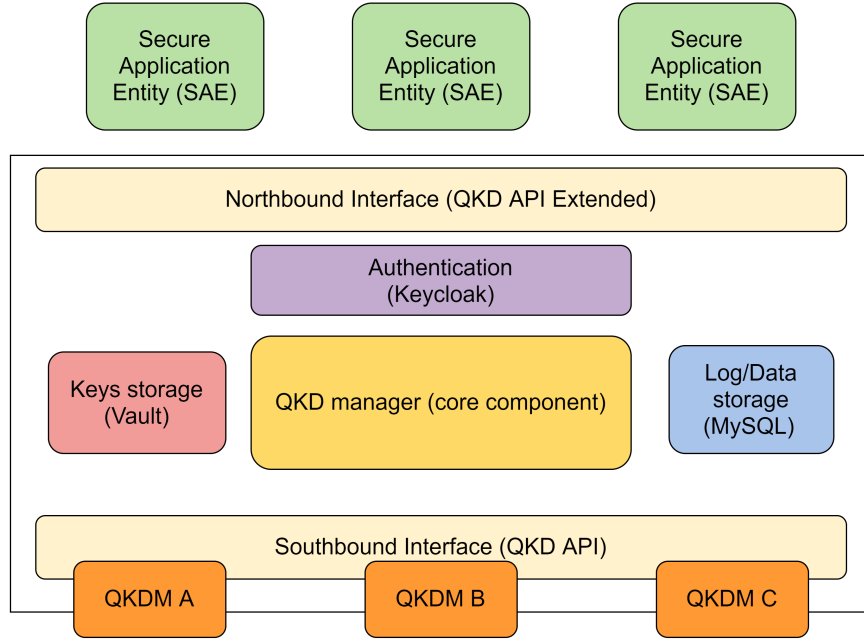 Secure
Application
Entity (SAE)
Secure
Application
Entity (SAE)
Secure
Application
Entity (SAE)
Northbound Interface (QKD API Extended)
Authentication
(Keycloak)
Keys storage
(Vault)
QKD manager (core component)
Log/Data
storage
(MySQL)
Southbound Interface (QKD API)
QKDM A
QKDM B
QKDM C